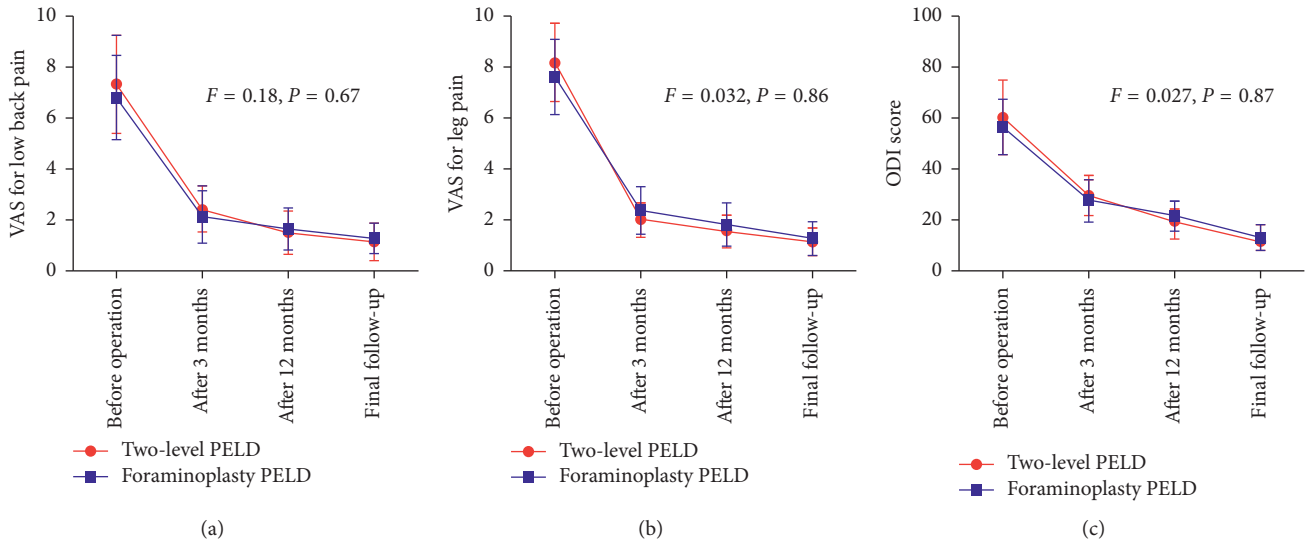 10
8
6
4
2
0
VAS for low back pain
F = 0.18, P = 0.67
Before operation
After 3 months
After 12 months
Final follow-up
Two-level PELD
Foraminoplasty PELD
(a)
10
8
6
4
2
0
VAS for leg pain
F = 0.032, P = 0.86
Before operation
After 3 months
After 12 months
Final follow-up
Two-level PELD
Foraminoplasty PELD
(b)
100
80
60
40
20
0
ODI score
F = 0.027, P = 0.87
Before operation
After 3 months
After 12 months
Final follow-up
Two-level PELD
Foraminoplasty PELD
(c)